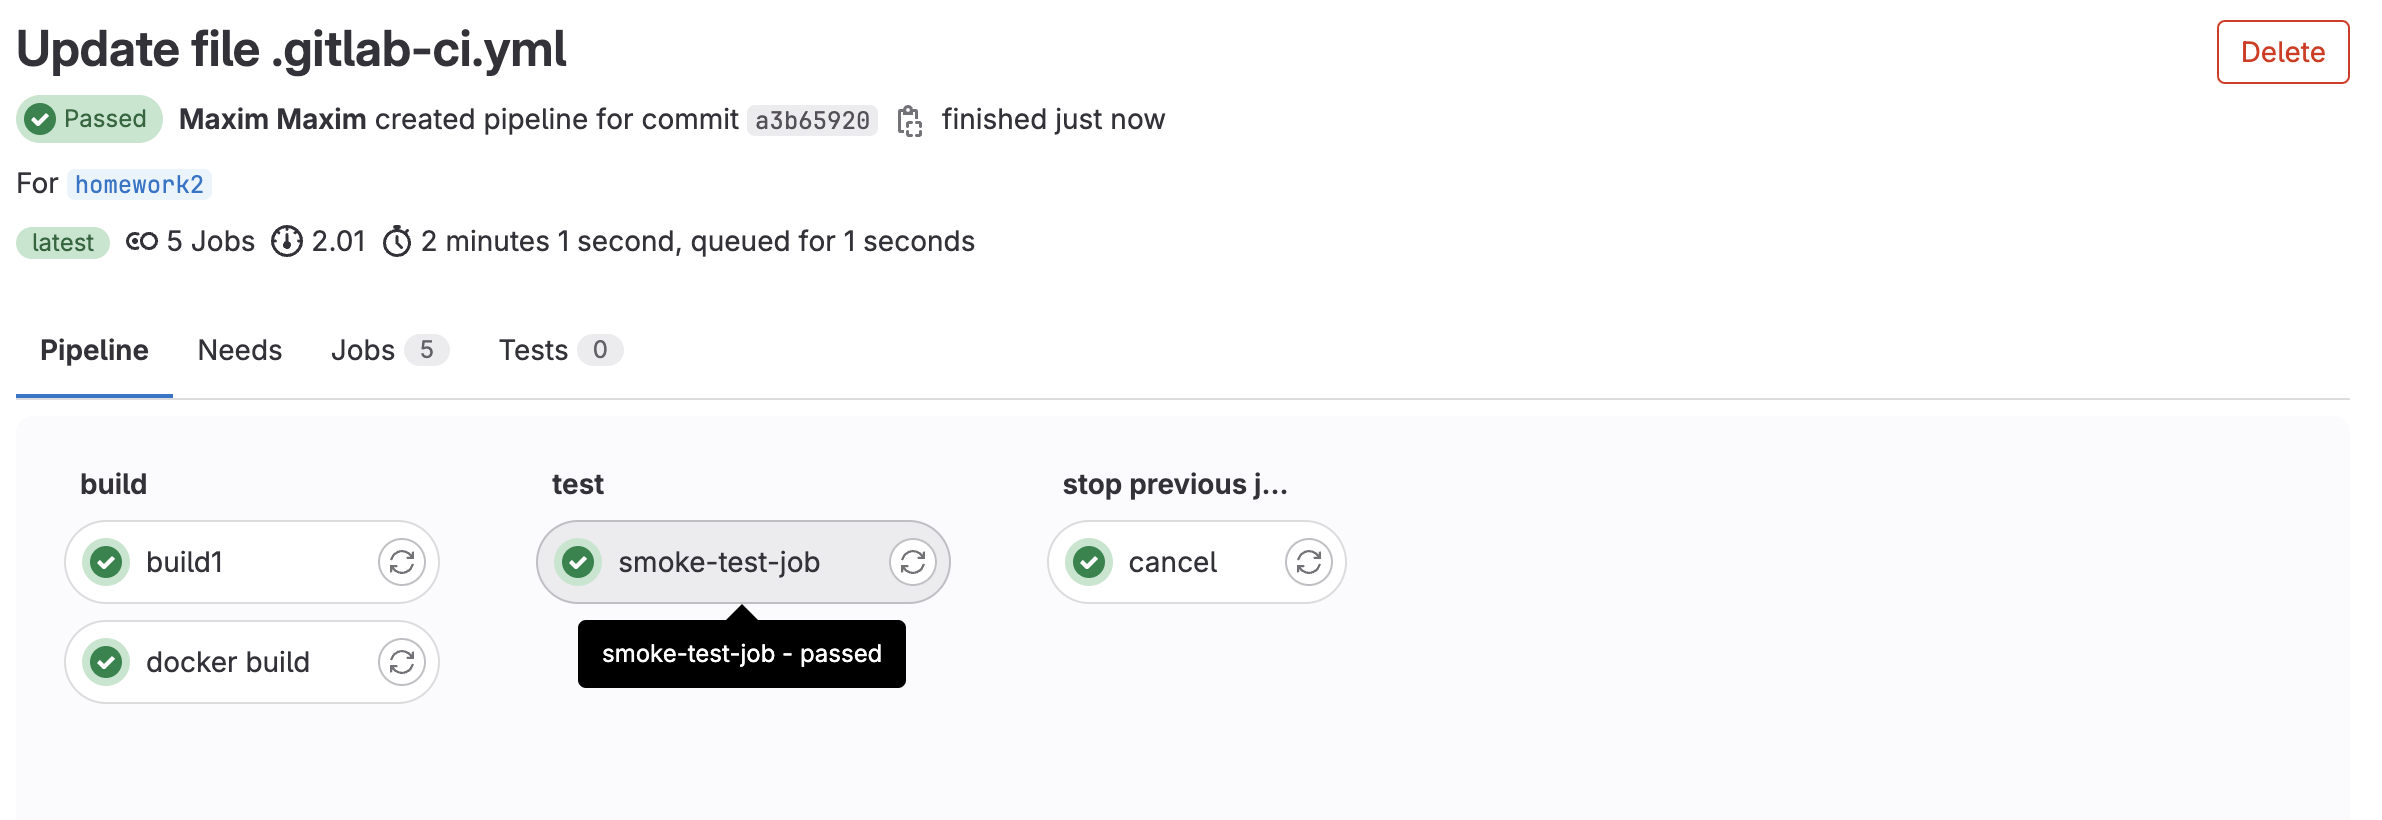 Update file .gitlab-ci.yml
Delete
Passed Maxim Maxim created pipeline for commit a3b65920 finished just now
For homework2
latest 5 Jobs 2.01 2 minutes 1 second, queued for 1 seconds
Pipeline Needs Jobs 5 Tests 0
build test stop previous j...
build1 smoke-test-job cancel
smoke-test-job - passed
docker build